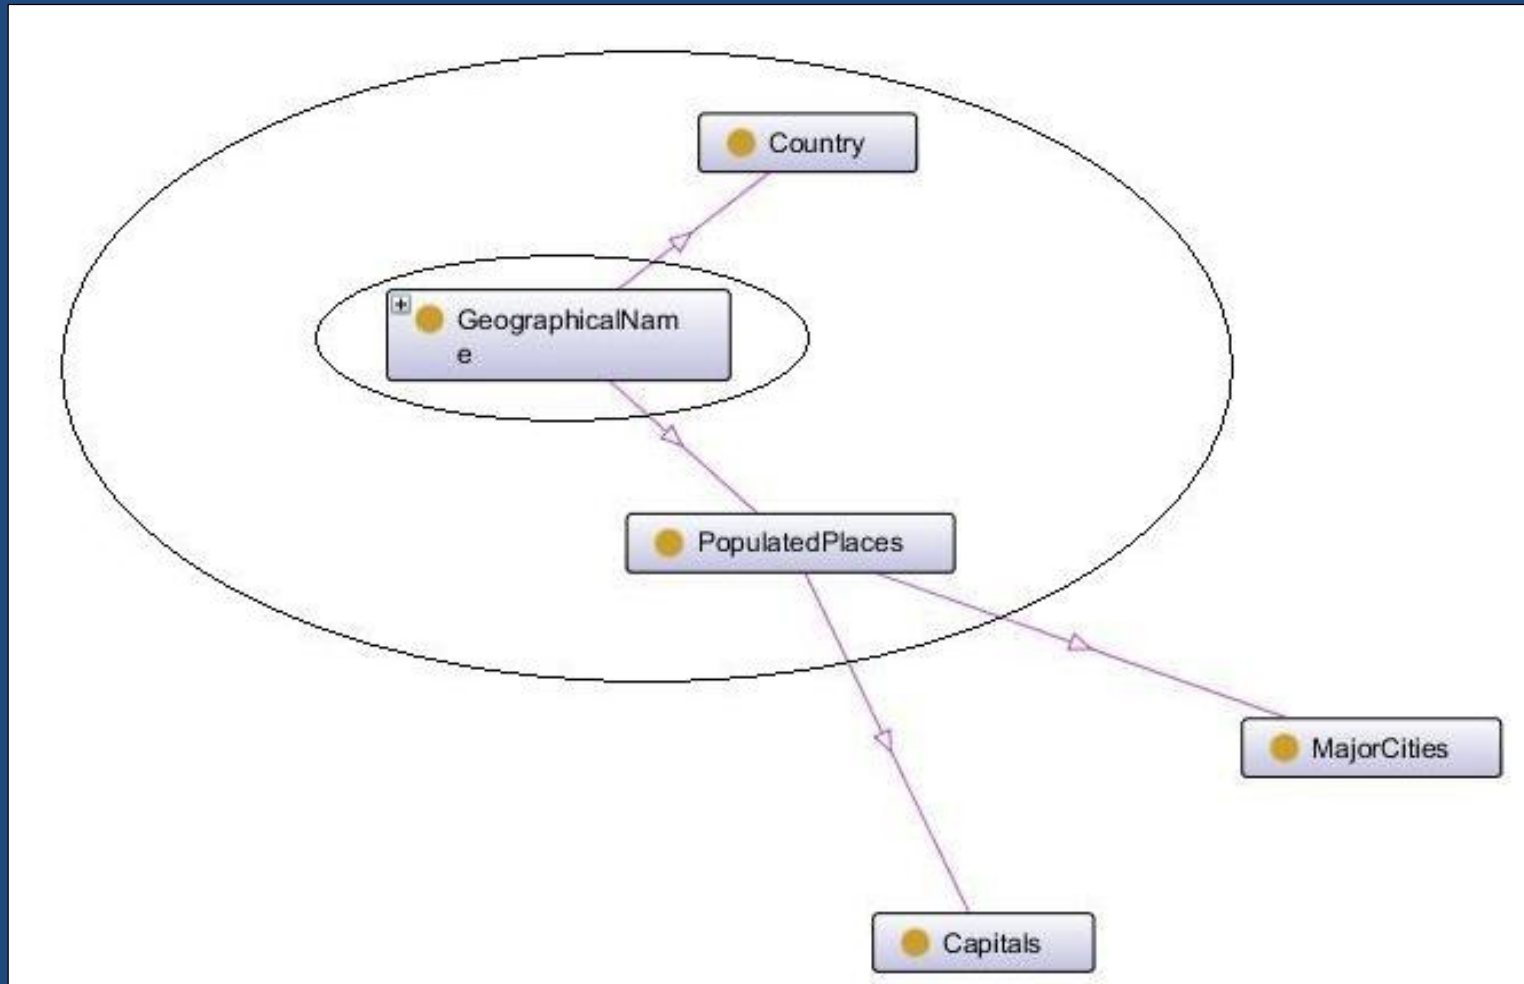 Country
GeographicalNam
e
PopulatedPlaces
MajorCities
Capitals